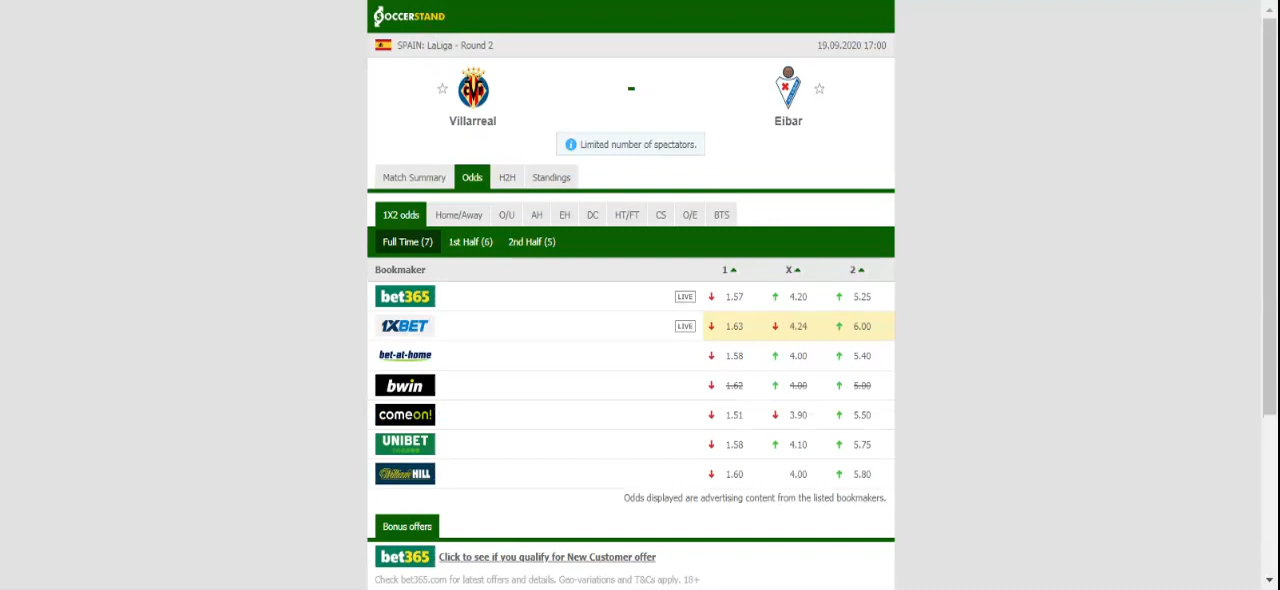 SOCCERSTAND
SPAIN: LaLiga - Round 2 19.09.2020 17:00
-
Villarreal Eibar
Limited number of spectators.
Match Summary Odds H2H Standings
1X2 odds Home/Away O/U AH EH DC HT/FT CS O/E BTS
Full Time (7) 1st Half (6) 2nd Half (5)
Bookmaker 1 X 2
bet365 LIVE 1.57 4.20 5.25
1XBET LIVE 1.63 4.24 6.00
bet-at-home 1.58 4.00 5.40
bwin 1.62 4.00 5.00
comeon! 1.51 3.90 5.50
UNIBET 1.58 4.10 5.75
William HILL 1.60 4.00 5.80
Odds displayed are advertising content from the listed bookmakers.
Bonus offers
bet365 Click to see if you qualify for New Customer offer
Check bet365.com for latest offers and details. Geo-variations and T&Cs apply. 18+